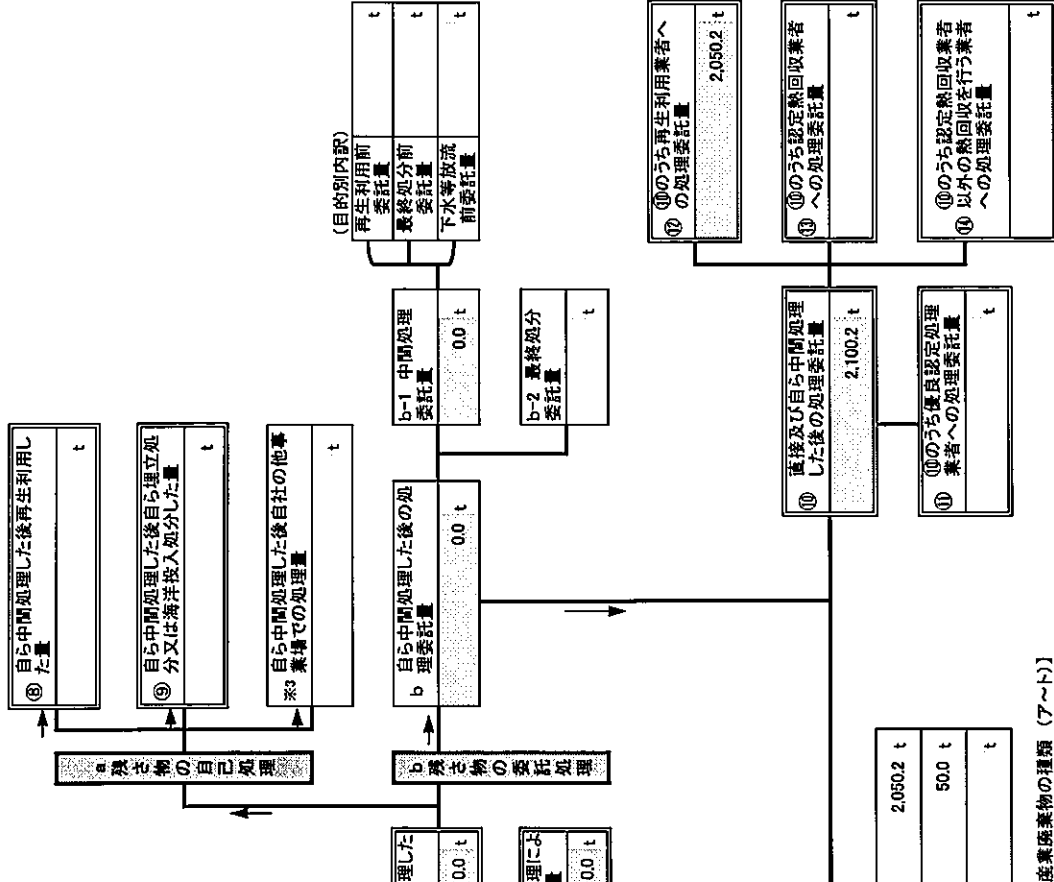 ⑧ 自ら中間処理した後再生利用し
た量
t
⑨ 自ら中間処理した後自ら埋立処
分又は海洋投入処分した量
t
※3 自ら中間処理した後自社の他事
業場での処理量
t
a 残さ物の自己処理
b 残さ物の委託処理
b 自ら中間処理した後の処
理委託量
0.0 t
b-1 中間処理
委託量
0.0 t
b-2 最終処分
委託量
t
(目的別内訳)
再生利用前
委託量
t
最終処分前
委託量
t
下水等放流
前委託量
t
理した
0.0 t
理によ
量
0.0 t
⑩ 直接及び自ら中間処理
した後の処理委託量
2,100.2 t
⑪ ⑩のうち優良認定処理
業者への処理委託量
t
⑫ ⑩のうち再生利用業者へ
の処理委託量
2,050.2 t
⑬ ⑩のうち認定熱回収業者
への処理委託量
t
⑭ ⑩のうち認定熱回収業者
以外の熱回収を行う業者
への処理委託量
t
2,050.2 t
50.0 t
t
産業廃棄物の種類(ア~ト)】